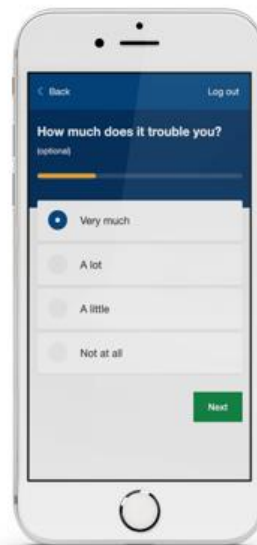 Back
Log out
How much does it trouble you?
(optional)
Very much
A lot
A little
Not at all
Next